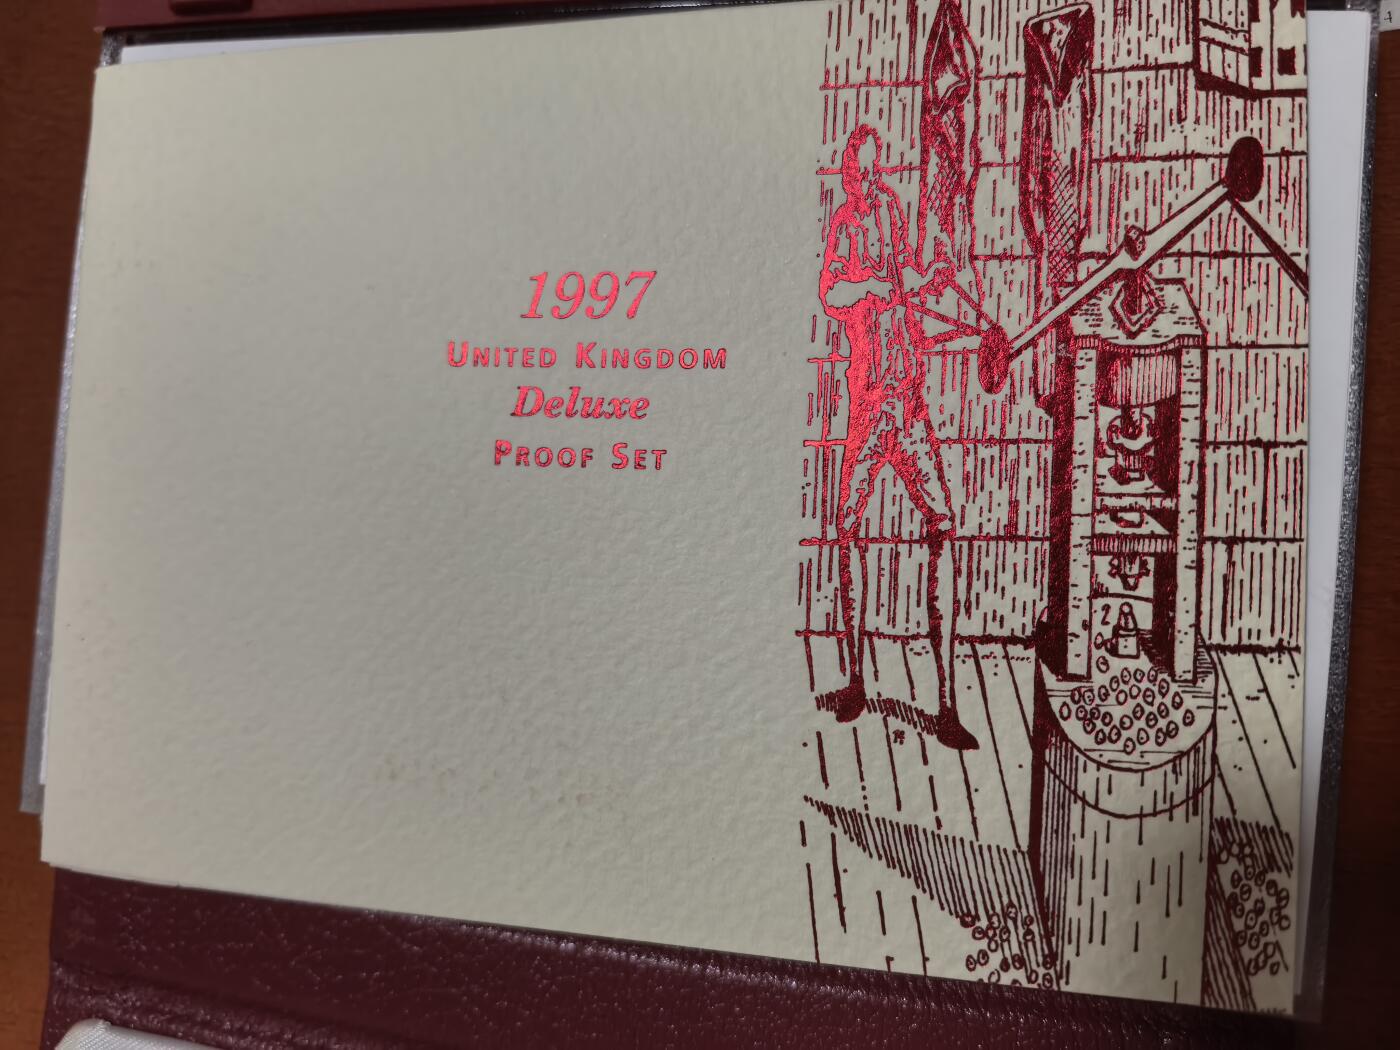 1997
UNITED KINGDOM
Deluxe
PROOF SET